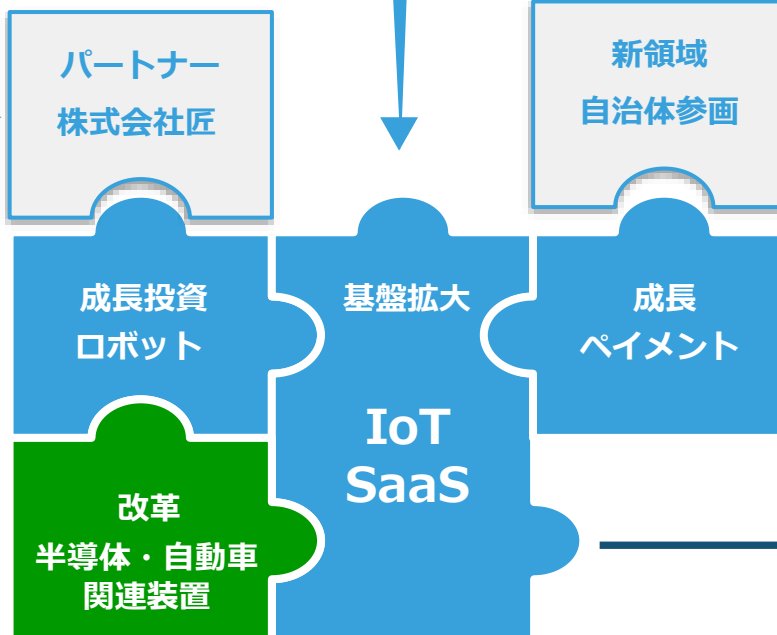 パートナー
株式会社匠
新領域
自治体参画
成長投資
ロボット
基盤拡大
IoT
SaaS
成長
ペイメント
改革
半導体・自動車
関連装置